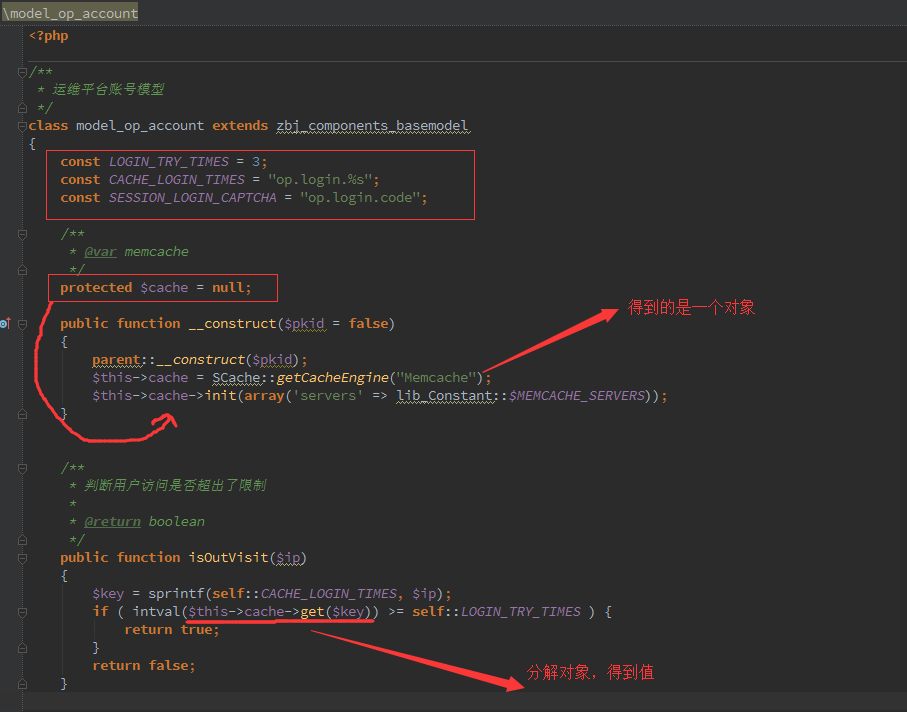 \model_op_account
<?php
/**
 * 运维平台账号模型
 */
class model_op_account extends zbj_components_basemodel
{
const LOGIN_TRY_TIMES = 3;
const CACHE_LOGIN_TIMES = "op.login.%s";
const SESSION_LOGIN_CAPTCHA = "op.login.code";
/**
 * @var memcache
 */
protected $cache = null;
得到的是一个对象
public function __construct($pkid = false)
{
parent::__construct($pkid);
$this->cache = SCache::getCacheEngine("Memcache");
$this->cache->init(array('servers' => lib_Constant::$MEMCACHE_SERVERS));
}
/**
 * 判断用户访问是否超出了限制
 *
 * @return boolean
 */
public function isOutVisit($ip)
{
$key = sprintf(self::CACHE_LOGIN_TIMES, $ip);
if ( intval($this->cache->get($key)) >= self::LOGIN_TRY_TIMES ) {
return true;
}
return false;
分解对象，得到值
}